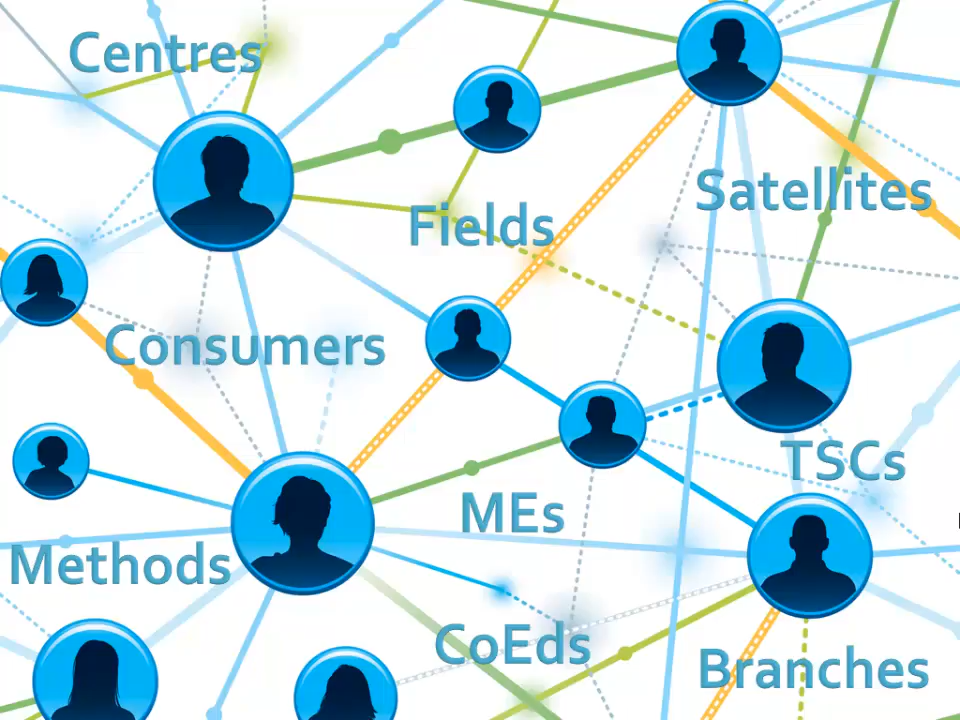 Centres
Satellites
Fields
Consumers
TSCs
MEs
Methods
CoEds
Branches